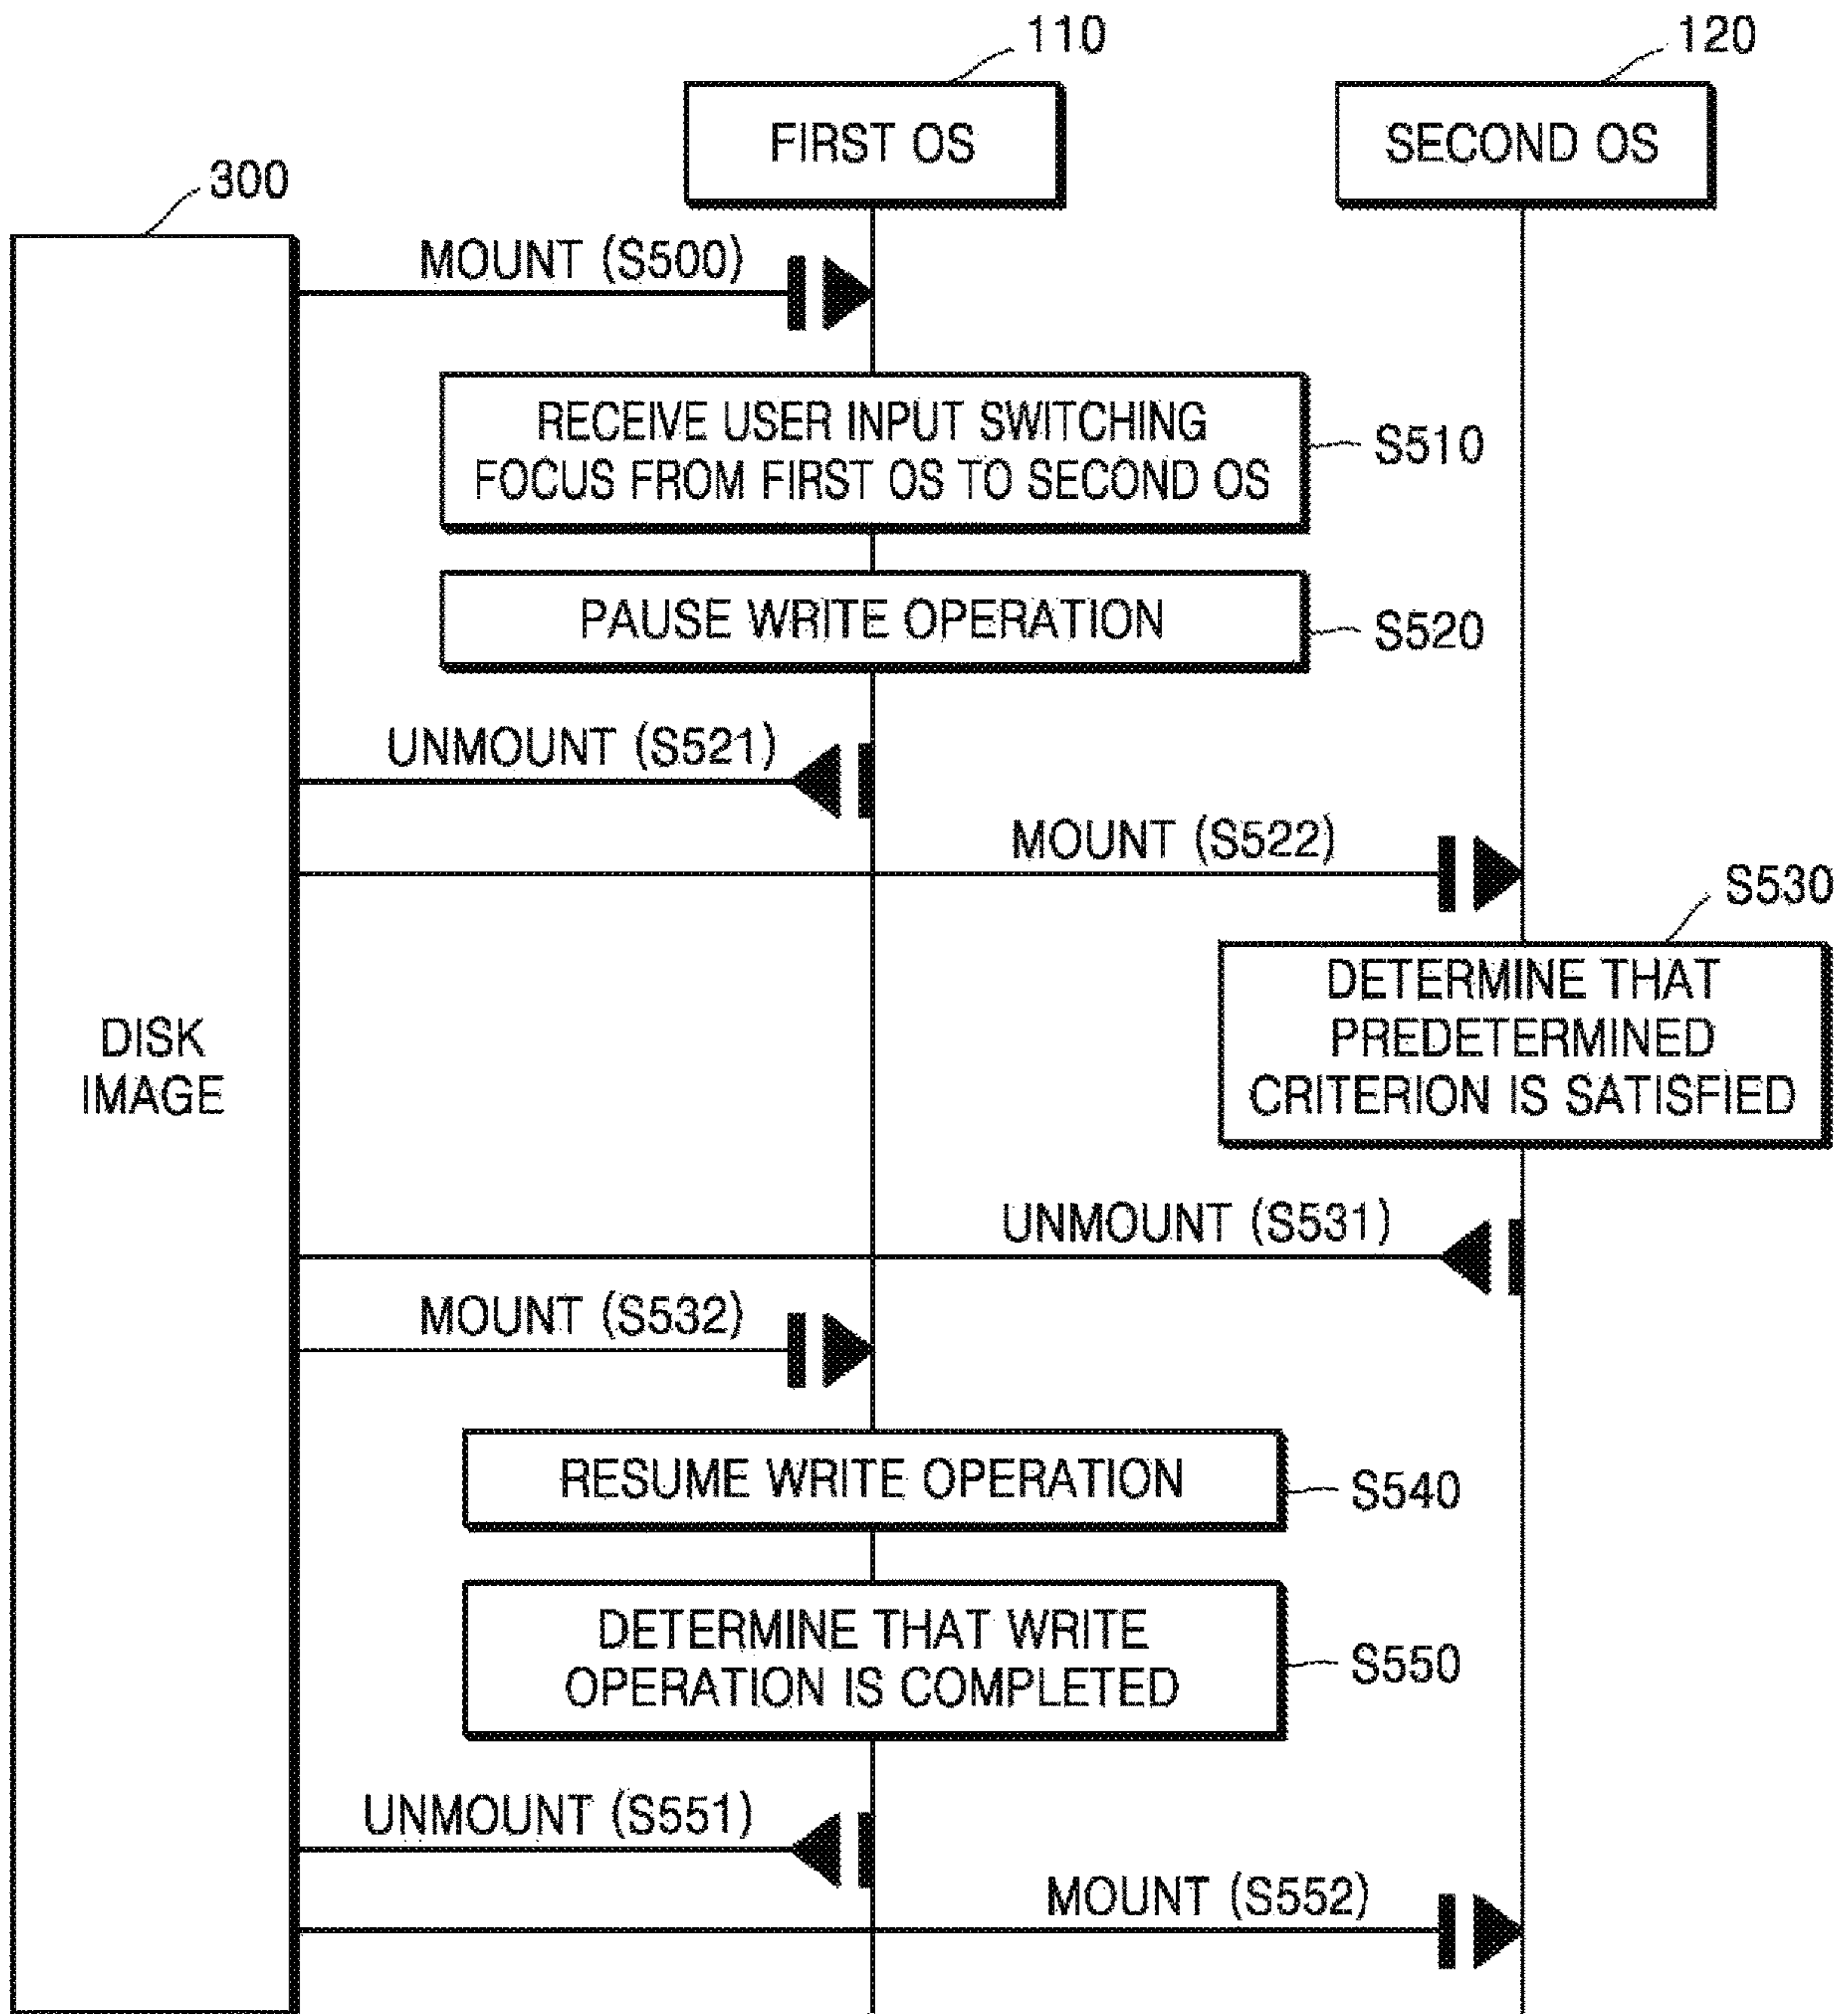 110
120
FIRST OS
SECOND OS
300
MOUNT (S500)
RECEIVE USER INPUT SWITCHING
FOCUS FROM FIRST OS TO SECOND OS
S510
PAUSE WRITE OPERATION
S520
UNMOUNT (S521)
MOUNT (S522)
S530
DETERMINE THAT
PREDETERMINED
CRITERION IS SATISFIED
DISK
IMAGE
UNMOUNT (S531)
MOUNT (S532)
RESUME WRITE OPERATION
S540
DETERMINE THAT WRITE
OPERATION IS COMPLETED
S550
UNMOUNT (S551)
MOUNT (S552)